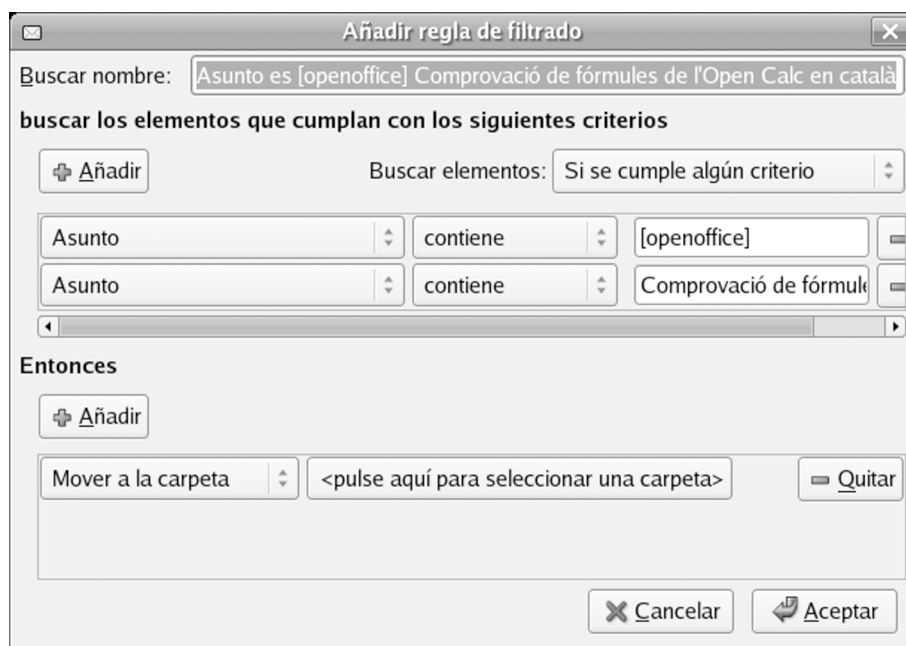 Añadir regla de filtrado
Buscar nombre: Asunto es [openoffice] Comprovació de fórmules de l'Open Calc en català
buscar los elementos que cumplan con los siguientes criterios
Añadir Buscar elementos: Si se cumple algún criterio
Asunto contiene [openoffice]
Asunto contiene Comprovació de fórmule
Entonces
Añadir
Mover a la carpeta <pulse aquí para seleccionar una carpeta> Quitar
Cancelar Aceptar